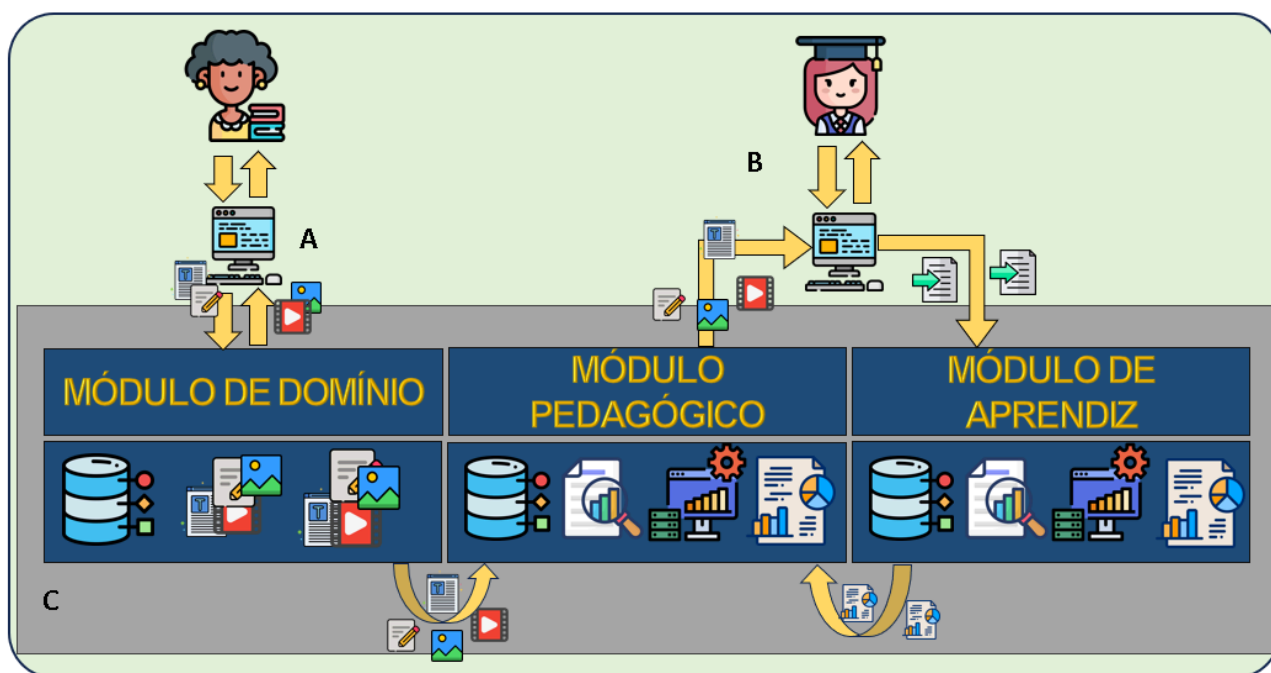 A
B
MÓDULO DE DOMÍNIO
MÓDULO
PEDAGÓGICO
MÓDULO DE
APRENDIZ
C